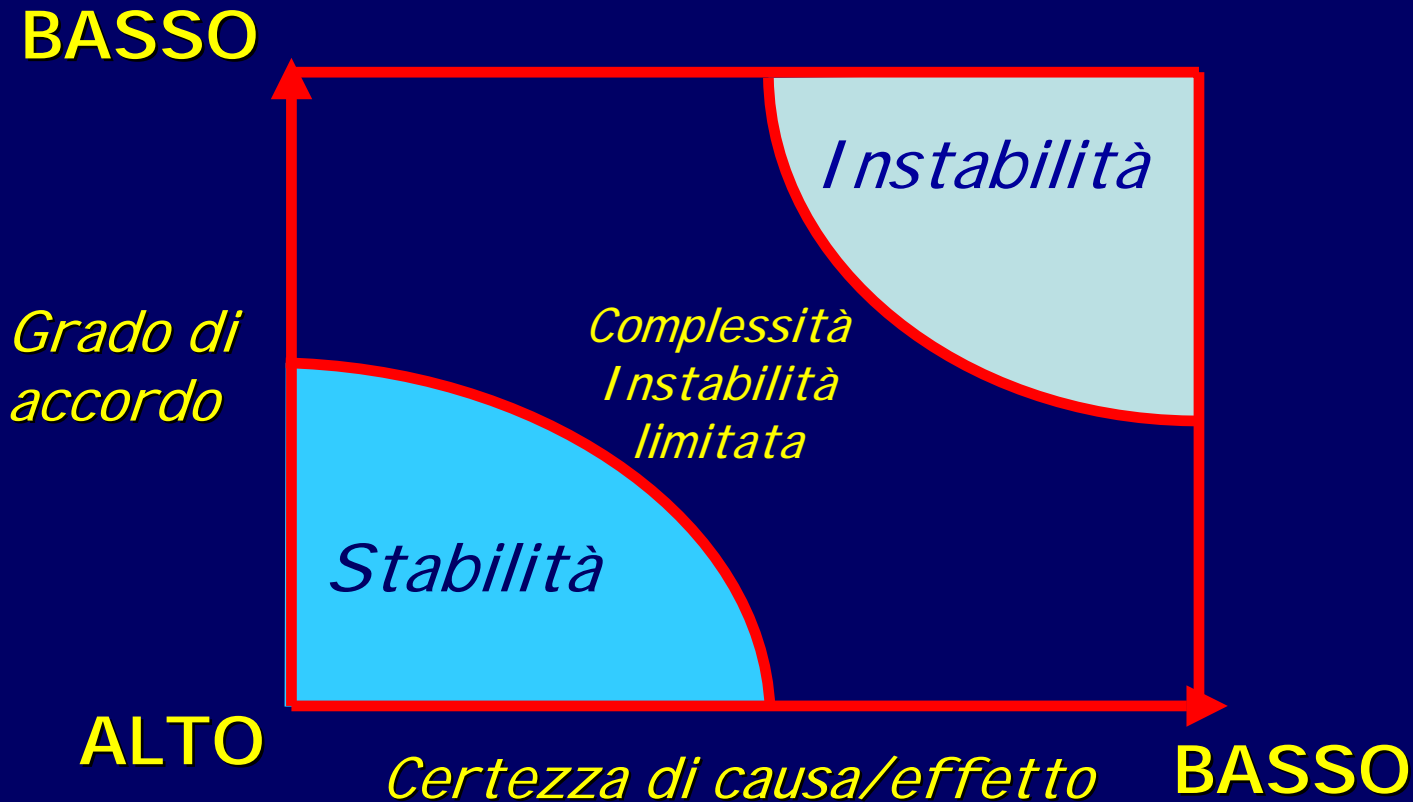 BASSO
Instabilità
Grado di
accordo
Complessità
Instabilità
limitata
Stabilità
ALTO
Certezza di causa/effetto
BASSO